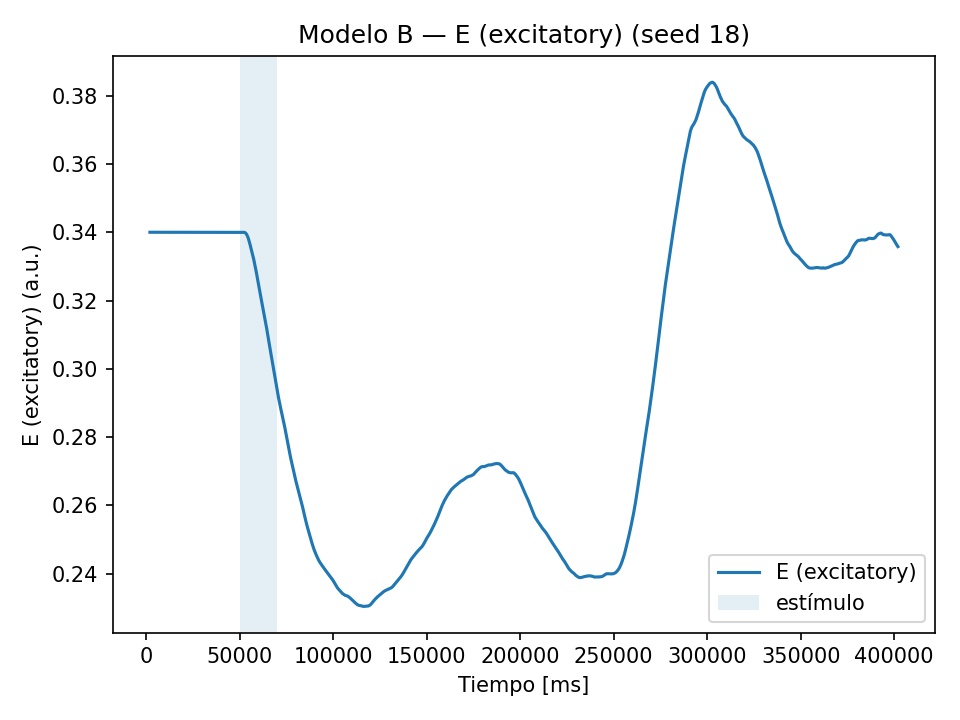 Modelo B — E (excitatory) (seed 18)
E (excitatory) (a.u.)
0.38
0.36
0.34
0.32
0.30
0.28
0.26
0.24
E (excitatory)
estímulo
0 50000 100000 150000 200000 250000 300000 350000 400000
Tiempo [ms]